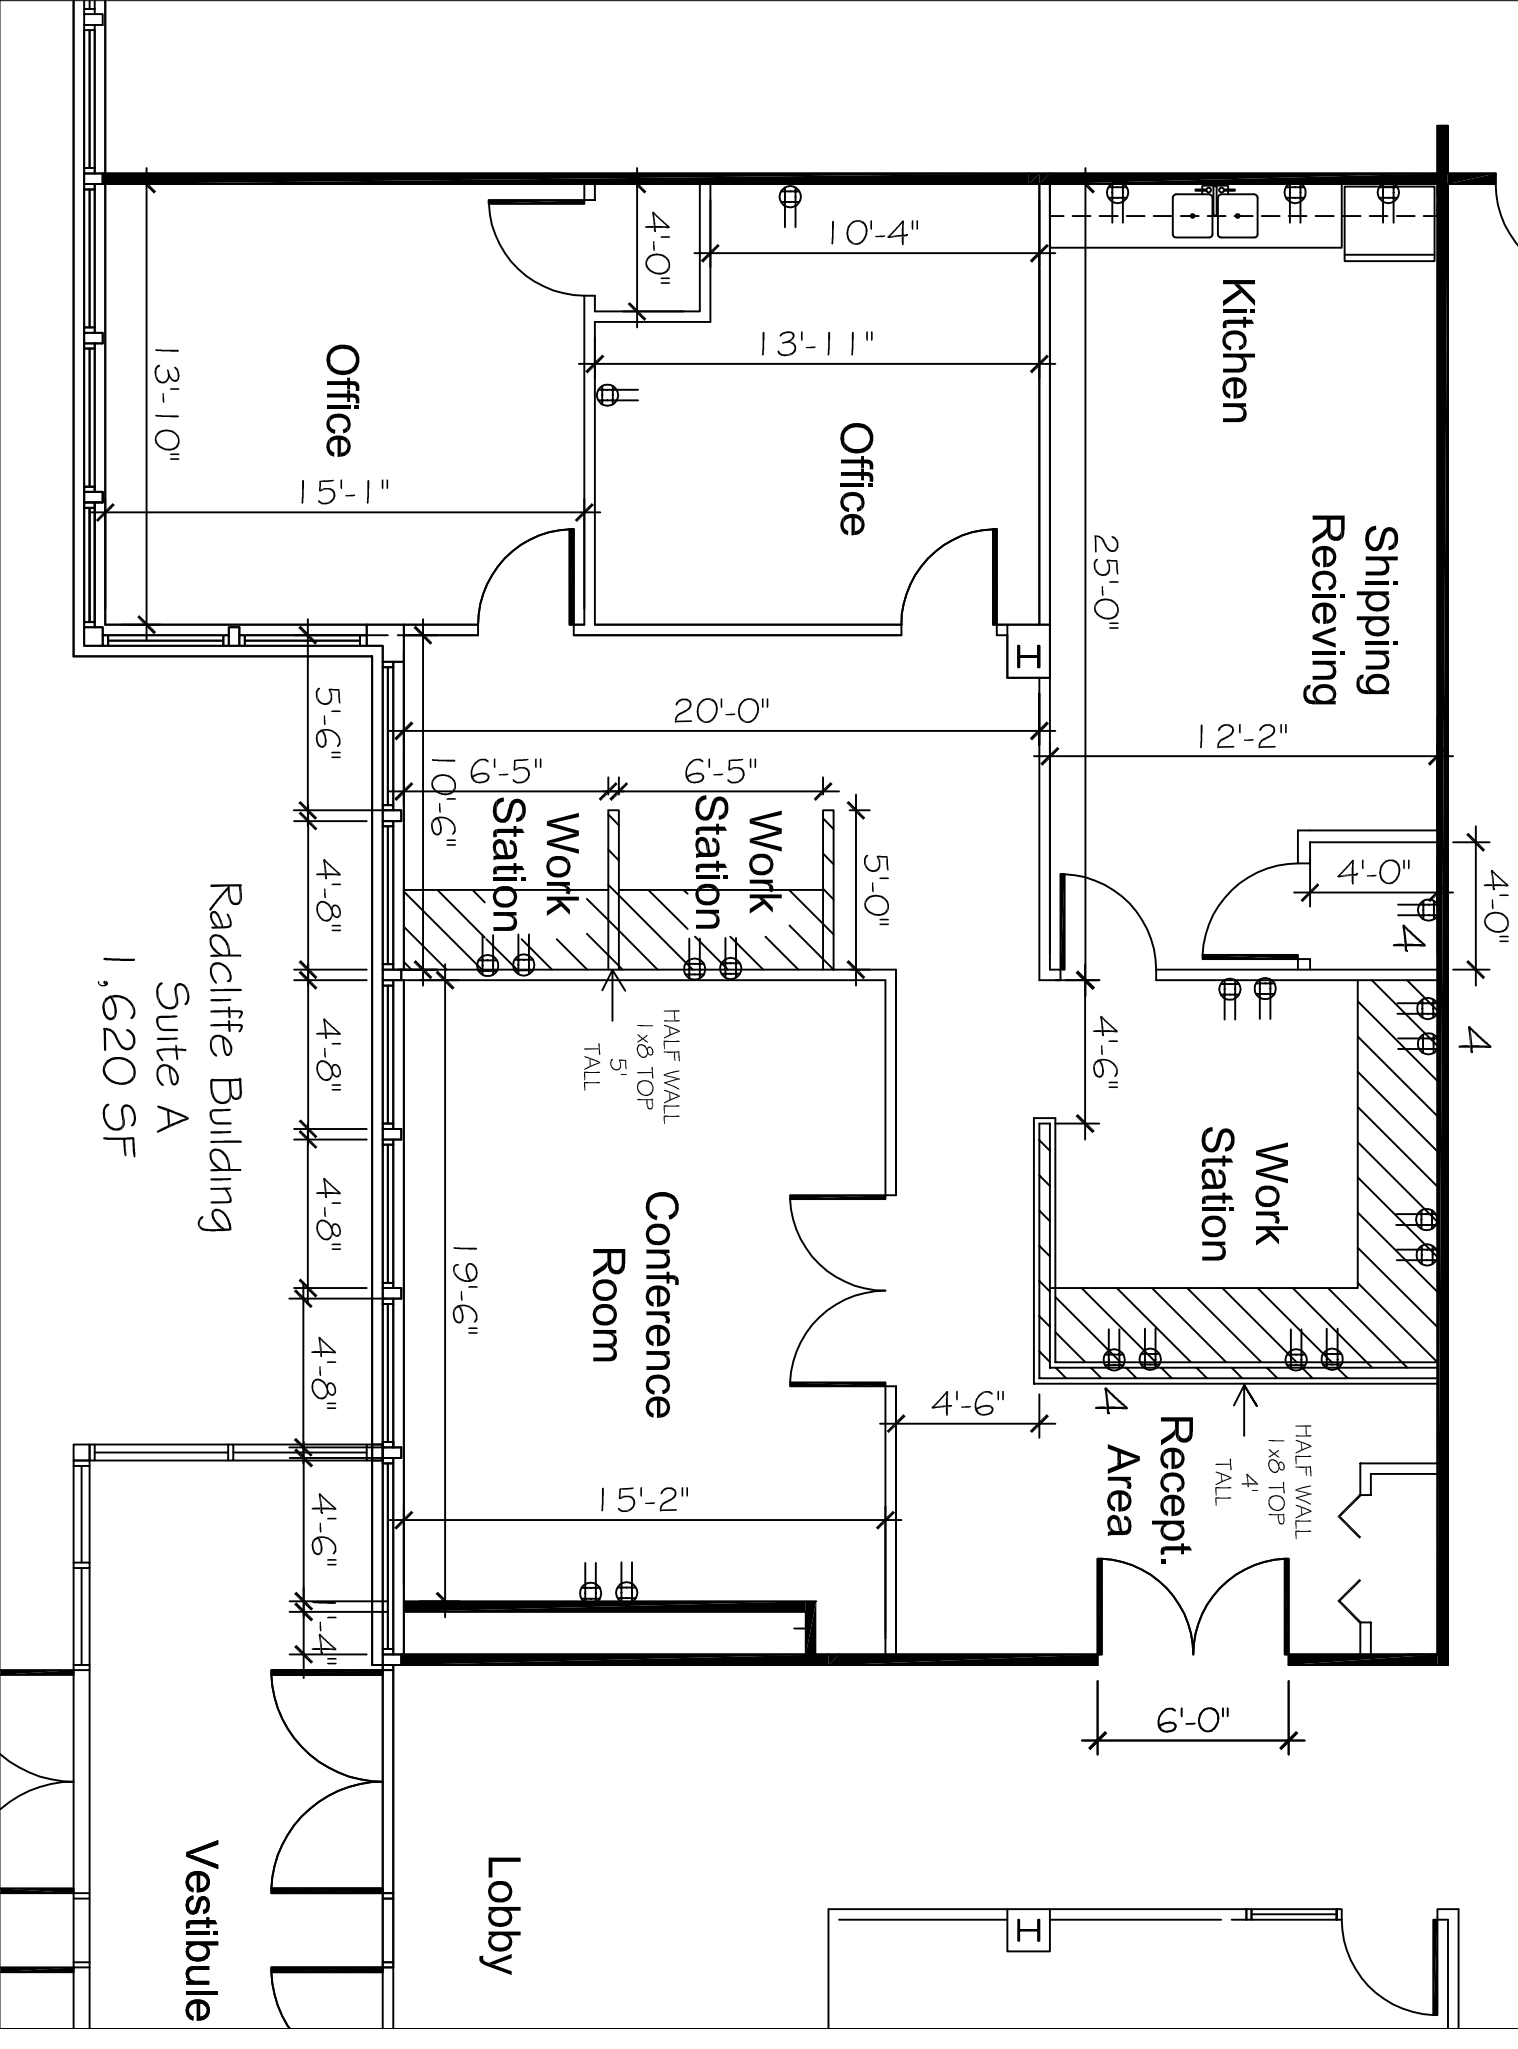 Kitchen
Shipping
Recieving
Office
Office
Work
Station
Work
Station
Work
Station
Conference
Room
Recept.
Area
Lobby
Vestibule
Radcliffe Building
Suite A
1,620 SF
HALF WALL
1x8 TOP
5'
TALL
HALF WALL
1x8 TOP
4'
TALL
4'-0"
10'-4"
13'-11"
13'-10"
15'-1"
25'-0"
12'-2"
4'-0"
4'-0"
4
4
4
20'-0"
6'-5"
6'-5"
5'-0"
10'-6"
5'-6"
4'-8"
4'-8"
4'-8"
4'-8"
4'-6"
1'-4"
4'-6"
4'-6"
19'-6"
15'-2"
6'-0"
H
H